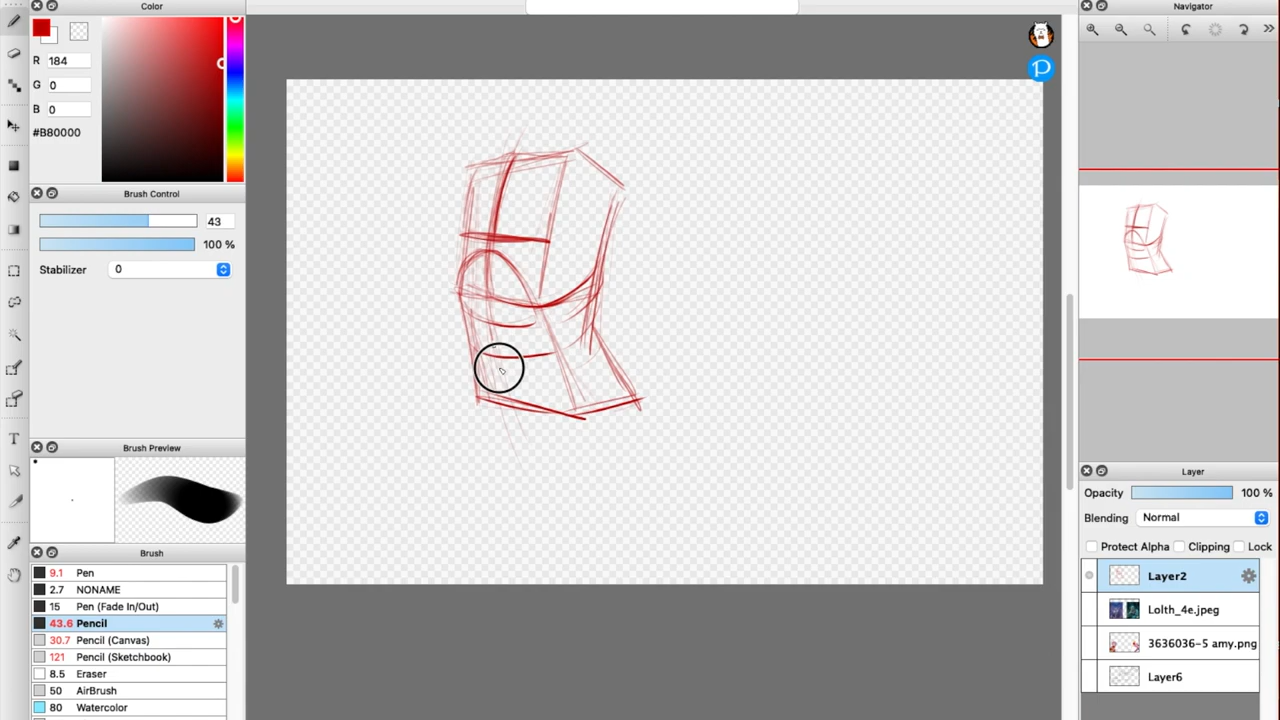 Color
R 184
G 0
B 0
#B80000
Brush Control
43
100 %
Stabilizer 0
Brush Preview
Brush
9.1 Pen
2.7 NONAME
15 Pen (Fade In/Out)
43.6 Pencil
30.7 Pencil (Canvas)
121 Pencil (Sketchbook)
8.5 Eraser
50 AirBrush
80 Watercolor
T
P
Navigator
Layer
Opacity 100 %
Blending Normal
Protect Alpha Clipping Lock
Layer2
Lolth_4e.jpeg
3636036-5 amy.png
Layer6